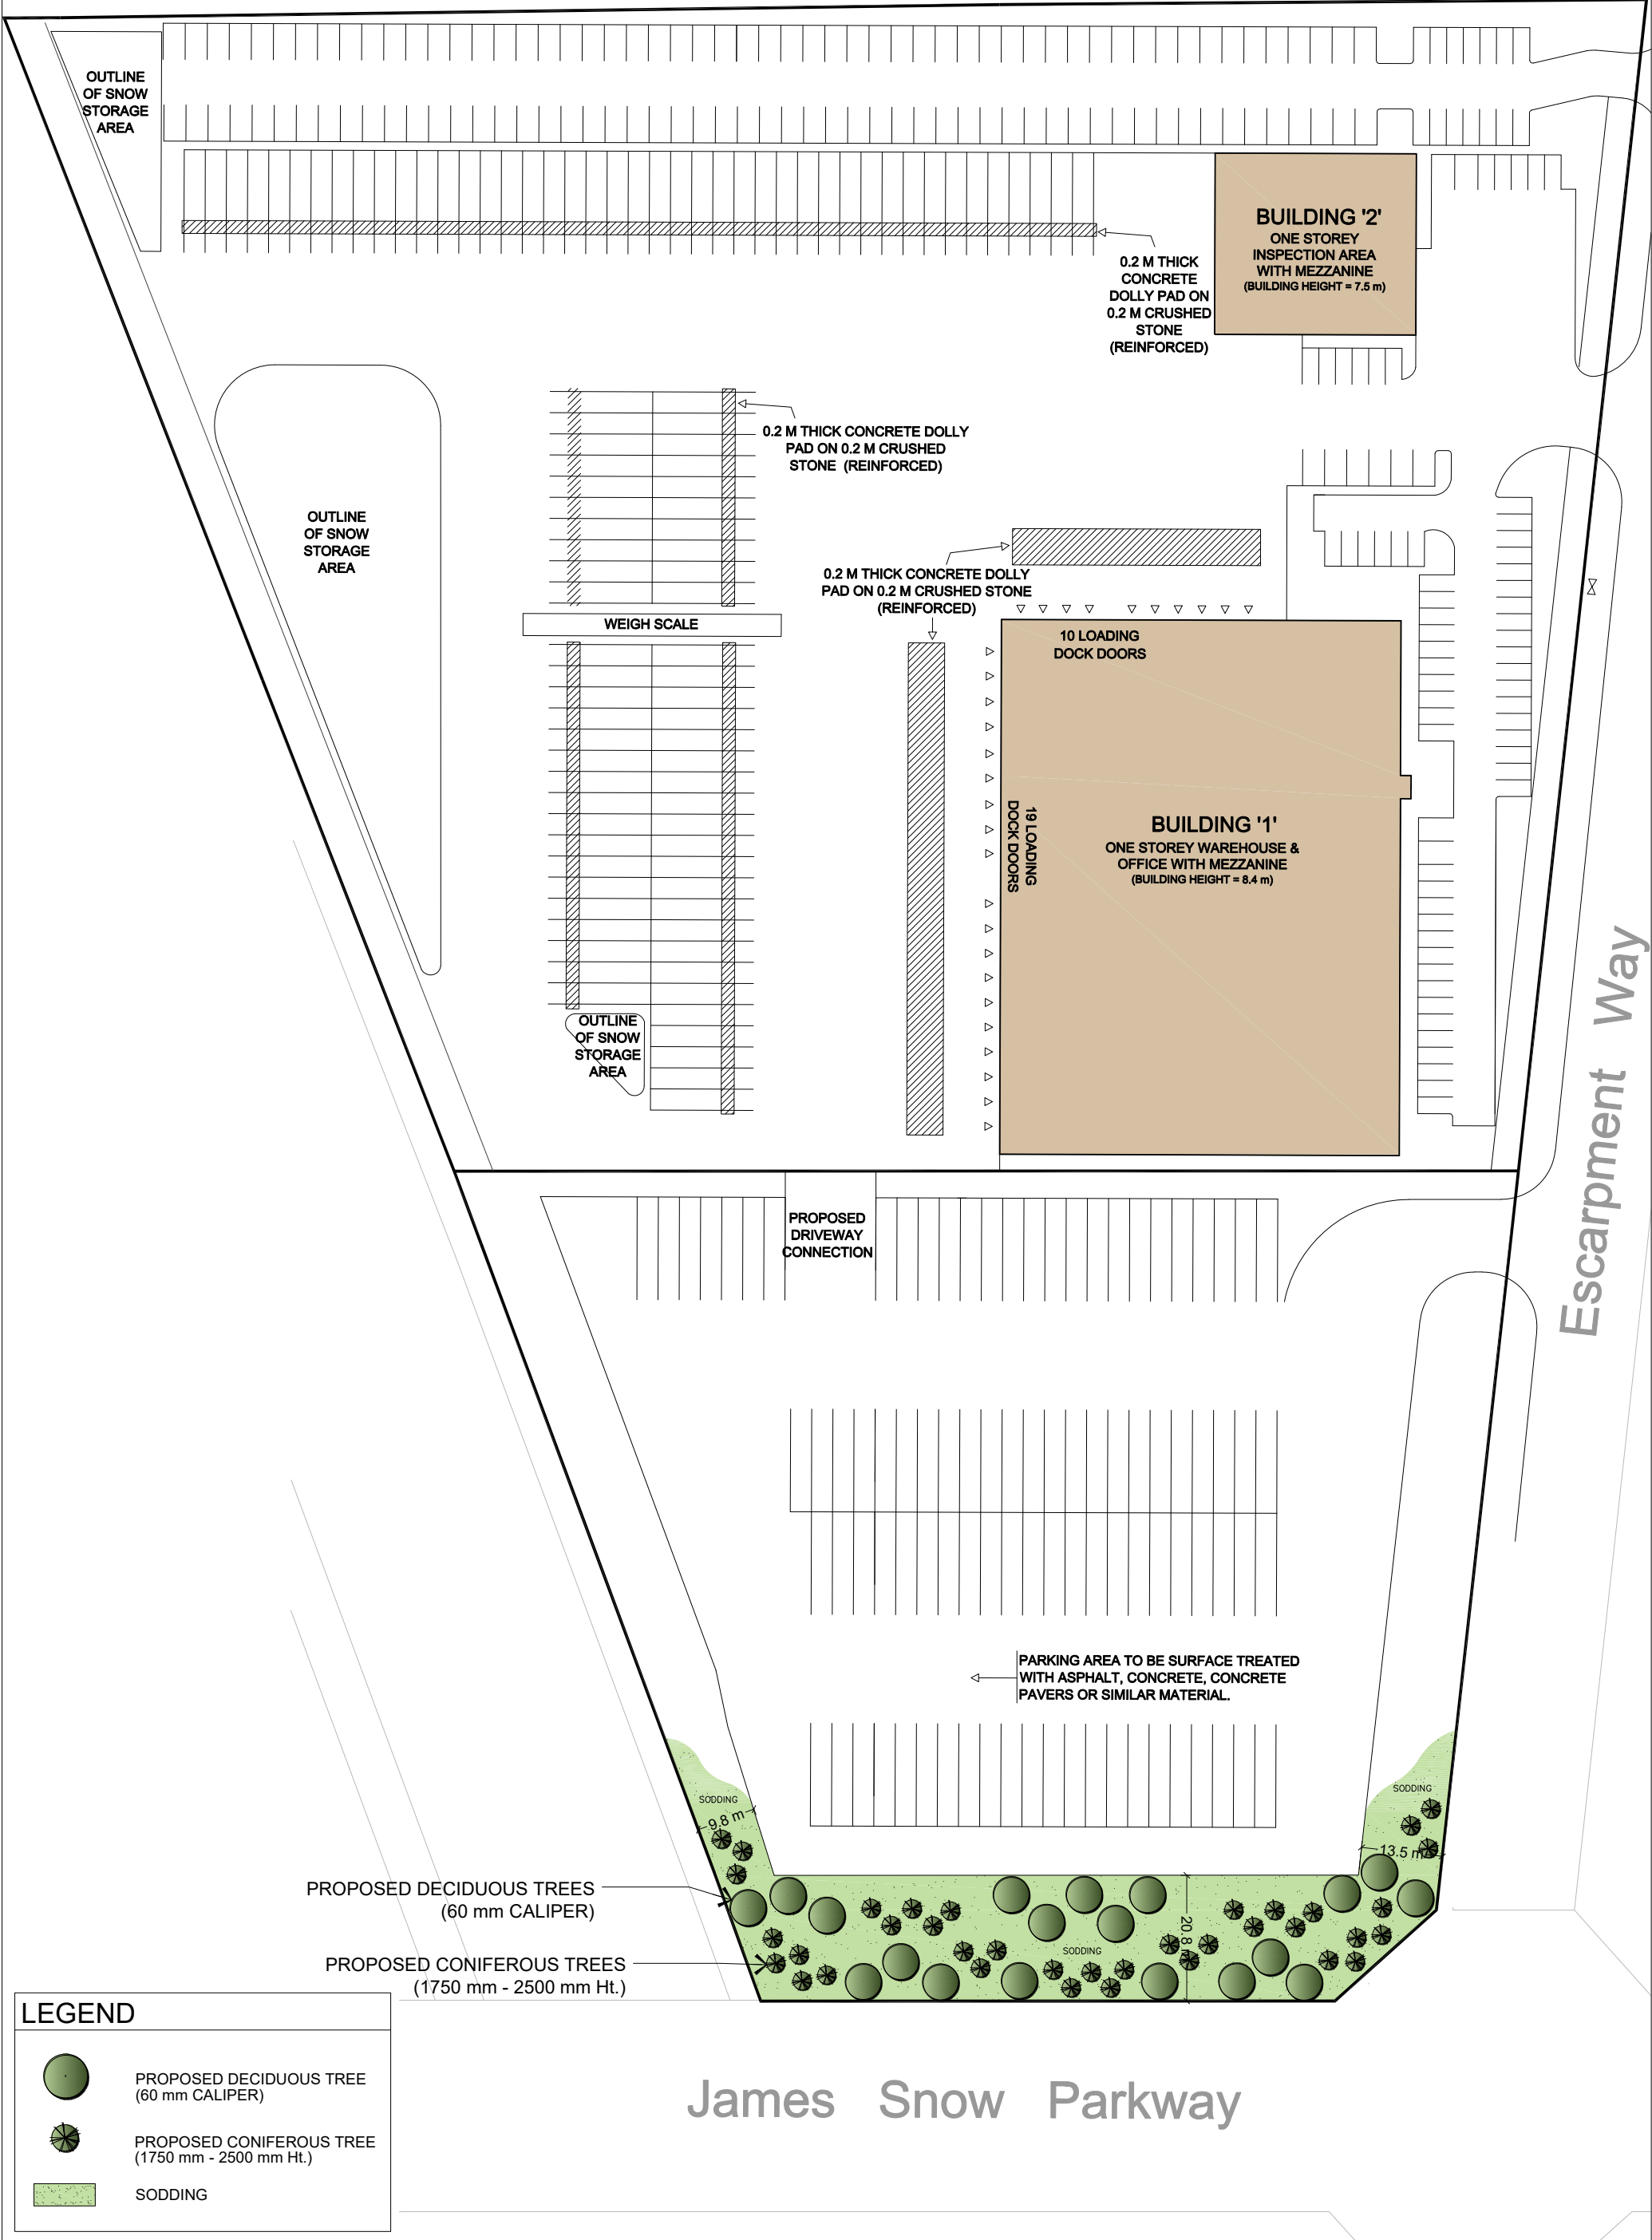 OUTLINE
OF SNOW
STORAGE
AREA
BUILDING '2'
ONE STOREY
INSPECTION AREA
WITH MEZZANINE
(BUILDING HEIGHT = 7.5 m)
0.2 M THICK
CONCRETE
DOLLY PAD ON
0.2 M CRUSHED
STONE
(REINFORCED)
0.2 M THICK CONCRETE DOLLY
PAD ON 0.2 M CRUSHED
STONE (REINFORCED)
OUTLINE
OF SNOW
STORAGE
AREA
0.2 M THICK CONCRETE DOLLY
PAD ON 0.2 M CRUSHED STONE
(REINFORCED)
WEIGH SCALE
10 LOADING
DOCK DOORS
19 LOADING
DOCK DOORS
BUILDING '1'
ONE STOREY WAREHOUSE &
OFFICE WITH MEZZANINE
(BUILDING HEIGHT = 8.4 m)
OUTLINE
OF SNOW
STORAGE
AREA
Escarpment Way
PROPOSED
DRIVEWAY
CONNECTION
PARKING AREA TO BE SURFACE TREATED
WITH ASPHALT, CONCRETE, CONCRETE
PAVERS OR SIMILAR MATERIAL.
SODDING
9.8 m
SODDING
13.5 m
PROPOSED DECIDUOUS TREES
(60 mm CALIPER)
20.8 m
SODDING
PROPOSED CONIFEROUS TREES
(1750 mm - 2500 mm Ht.)
LEGEND
PROPOSED DECIDUOUS TREE
(60 mm CALIPER)
PROPOSED CONIFEROUS TREE
(1750 mm - 2500 mm Ht.)
SODDING
James Snow Parkway